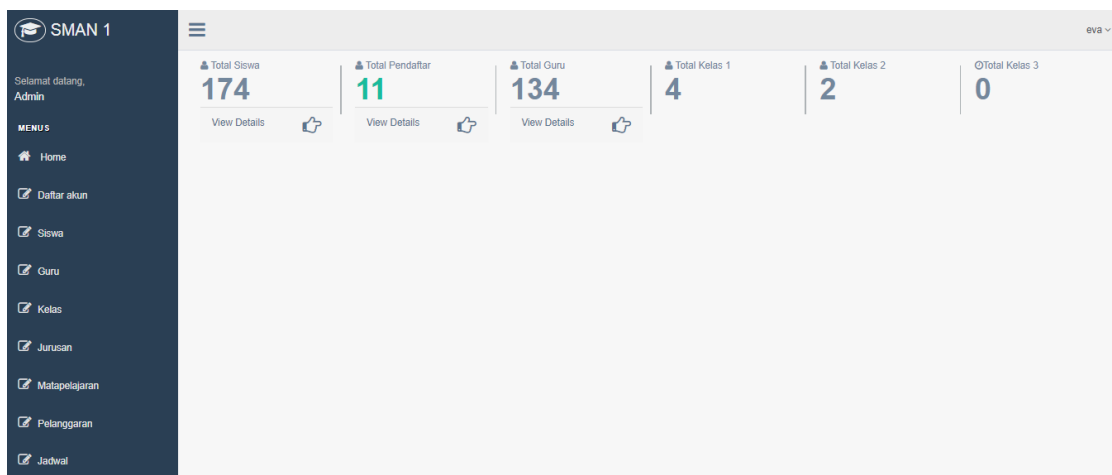 SMAN 1
eva
Selamat datang,
Admin
MENUS
Home
Daftar akun
Siswa
Guru
Kelas
Jurusan
Matapelajaran
Pelanggaran
Jadwal
Total Siswa
174
View Details
Total Pendaftar
11
View Details
Total Guru
134
View Details
Total Kelas 1
4
Total Kelas 2
2
Total Kelas 3
0